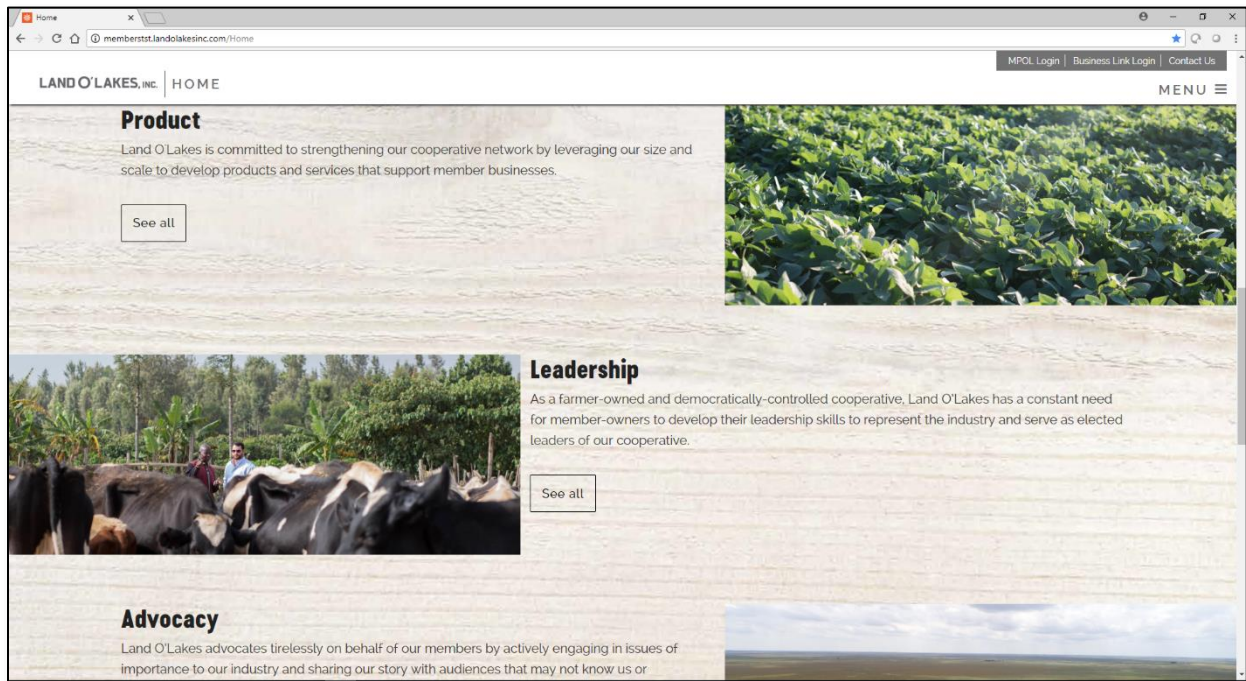 Home
memberstst.landolakesinc.com/Home
MPOL Login | Business Link Login | Contact Us
LAND O'LAKES, INC. | HOME
MENU
Product
Land O'Lakes is committed to strengthening our cooperative network by leveraging our size and
scale to develop products and services that support member businesses.
See all
Leadership
As a farmer-owned and democratically-controlled cooperative, Land O'Lakes has a constant need
for member-owners to develop their leadership skills to represent the industry and serve as elected
leaders of our cooperative.
See all
Advocacy
Land O'Lakes advocates tirelessly on behalf of our members by actively engaging in issues of
importance to our industry and sharing our story with audiences that may not know us or